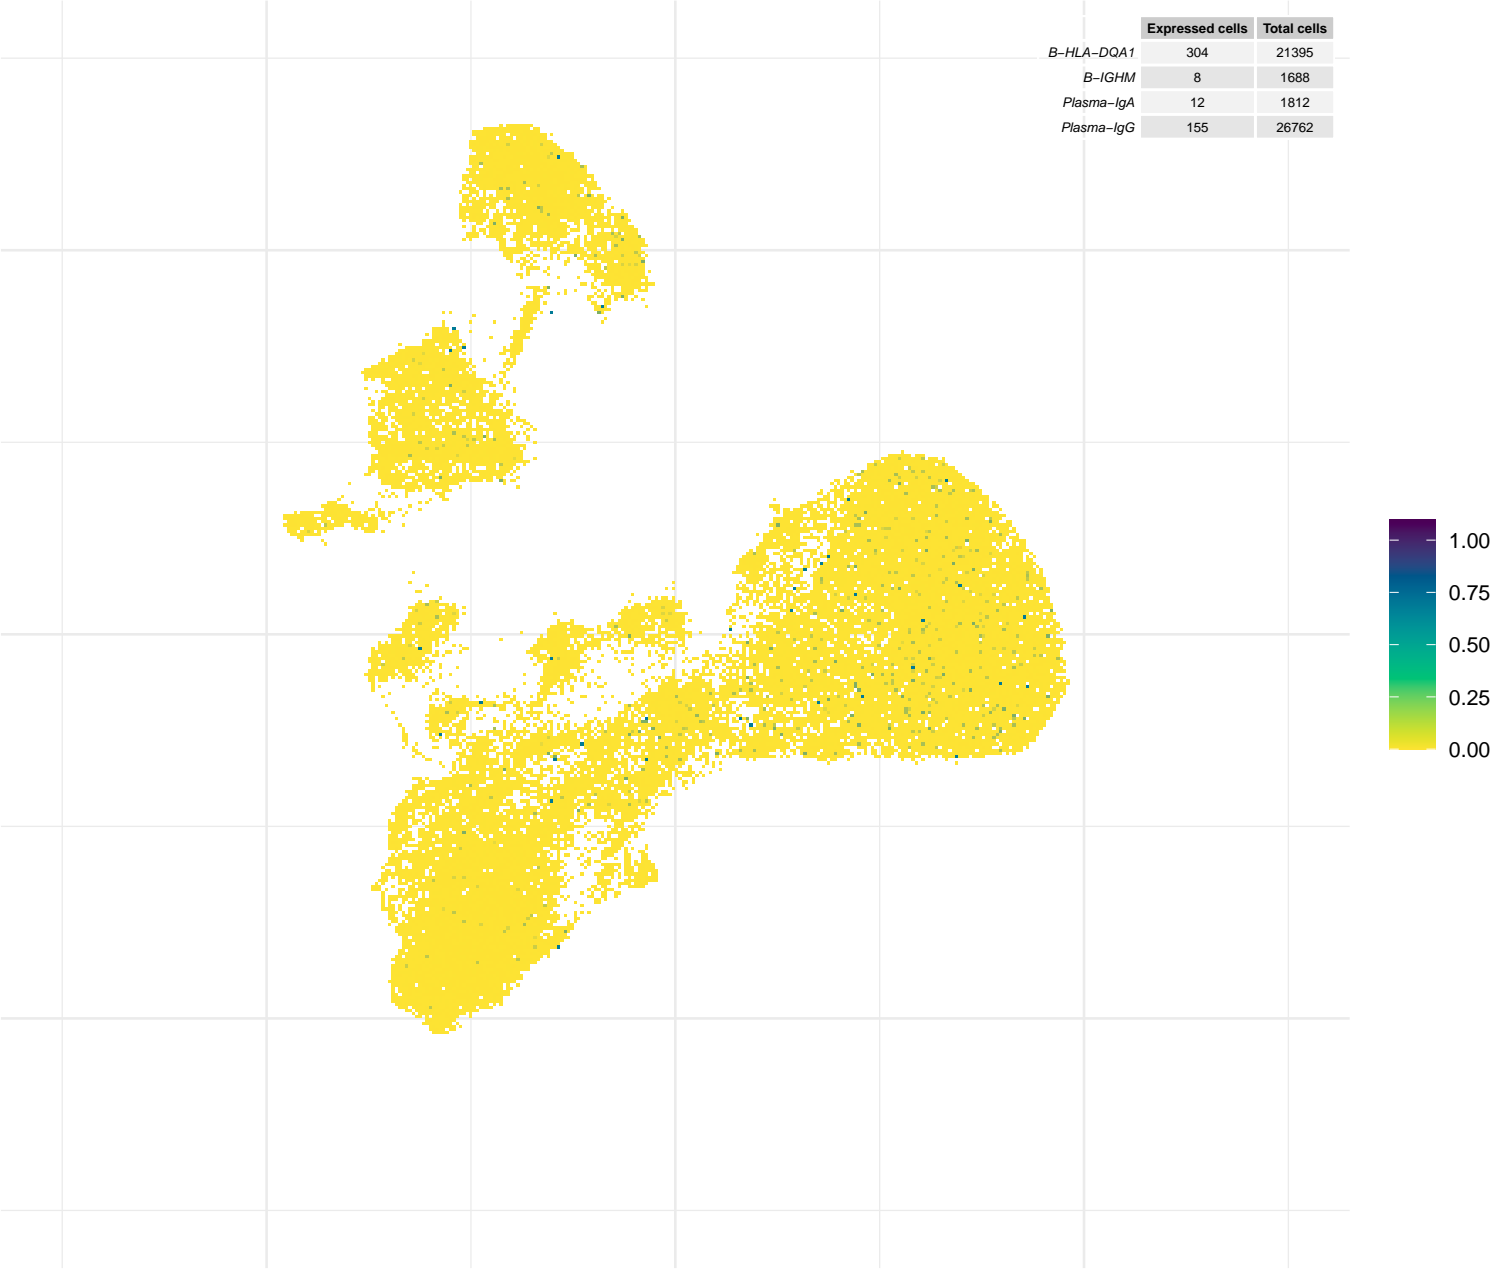 Expressed cells Total cells
B−HLA−DQA1 304 21395
B−IGHM 8 1688
Plasma−IgA 12 1812
Plasma−IgG 155 26762
1.00
0.75
0.50
0.25
0.00